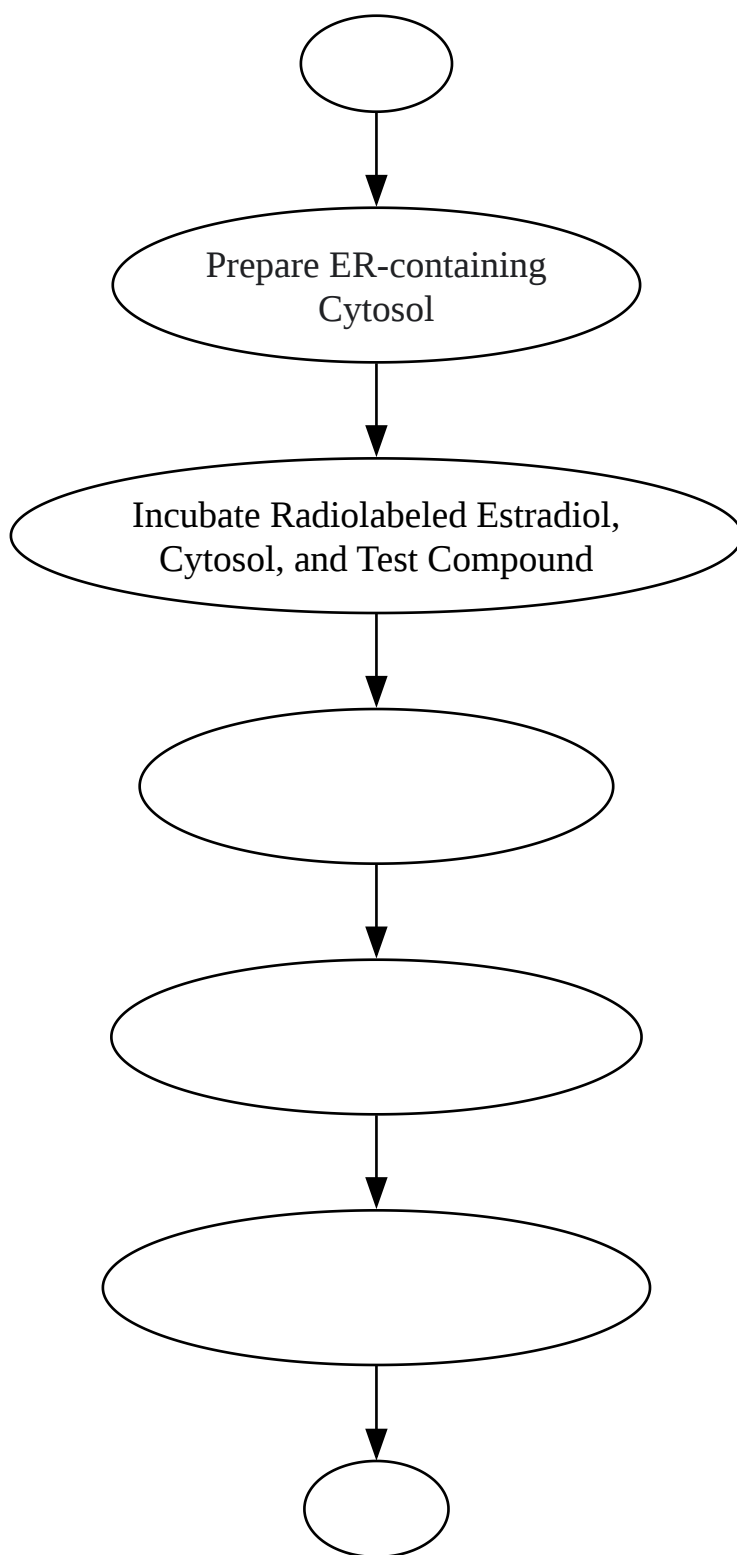 Prepare ER-containing
Cytosol
Incubate Radiolabeled Estradiol,
Cytosol, and Test Compound